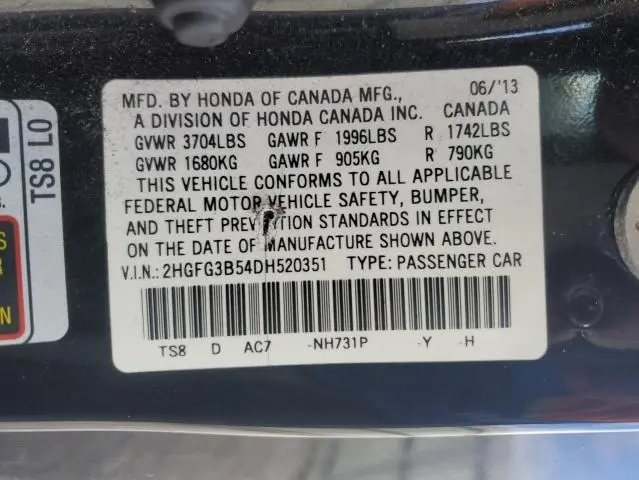 MFD. BY HONDA OF CANADA MFG., 06/'13
A DIVISION OF HONDA CANADA INC. CANADA
GVWR 3704LBS GAWR F 1996LBS R 1742LBS
GVWR 1680KG GAWR F 905KG R 790KG
THIS VEHICLE CONFORMS TO ALL APPLICABLE
FEDERAL MOTOR VEHICLE SAFETY, BUMPER,
AND THEFT PREVENTION STANDARDS IN EFFECT
ON THE DATE OF MANUFACTURE SHOWN ABOVE.
V.I.N.: 2HGFG3B54DH520351 TYPE: PASSENGER CAR
TS8 D AC7 -NH731P -Y -H
TS8 LO